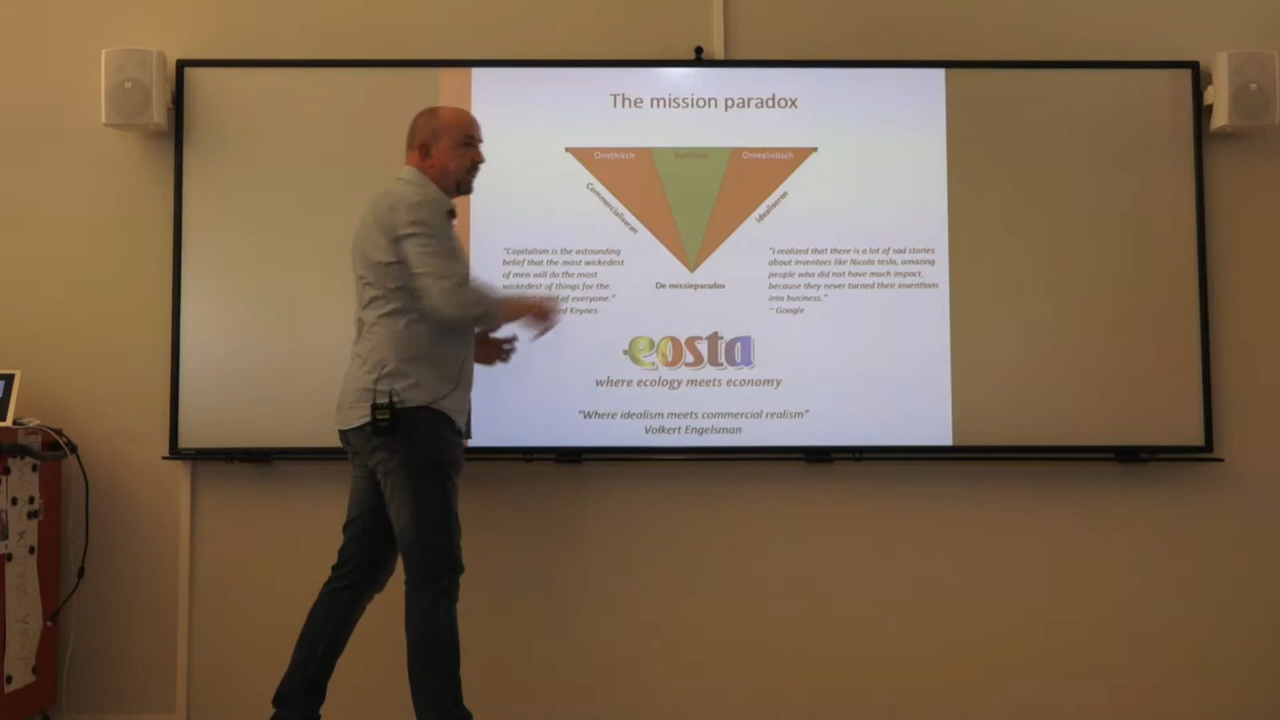 The mission paradox
Onethisch
Onrealistisch
Commercialiseren
Idealiseren
De missieparadox
"Capitalism is the astounding
belief that the most wickedest
of men will do the most
wickedest of things for the
of everyone."
Keynes
"I realized that there is a lot of sad stories
about inventors like Nicola tesla, amazing
people who did not have much impact,
because they never turned their inventions
into business."
~ Google
eosta
where ecology meets economy
"Where idealism meets commercial realism"
Volkert Engelsman